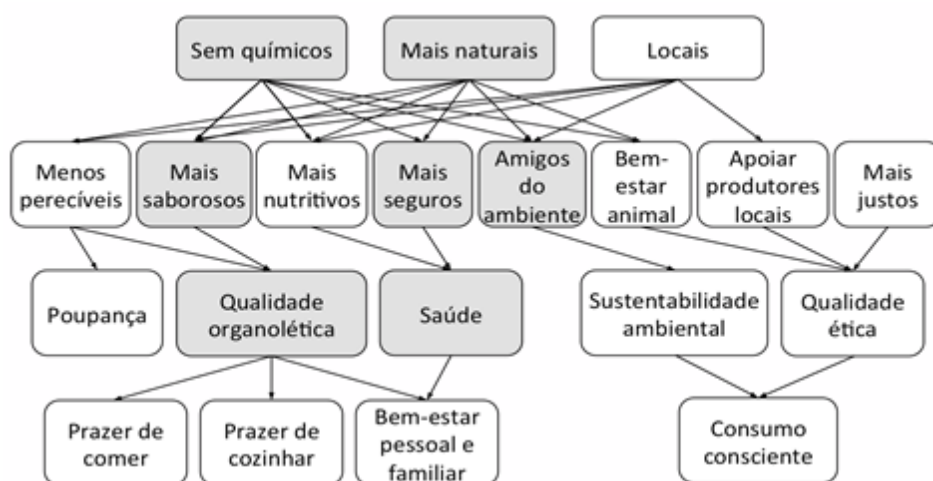 Sem químicos
Mais naturais
Locais
Menos
perecíveis
Mais
saborosos
Mais
nutritivos
Mais
seguros
Amigos
do
ambiente
Bem-
estar
animal
Apoiar
produtores
locais
Mais
justos
Poupança
Qualidade
organolética
Saúde
Sustentabilidade
ambiental
Qualidade
ética
Prazer de
comer
Prazer de
cozinhar
Bem-estar
pessoal e
familiar
Consumo
consciente